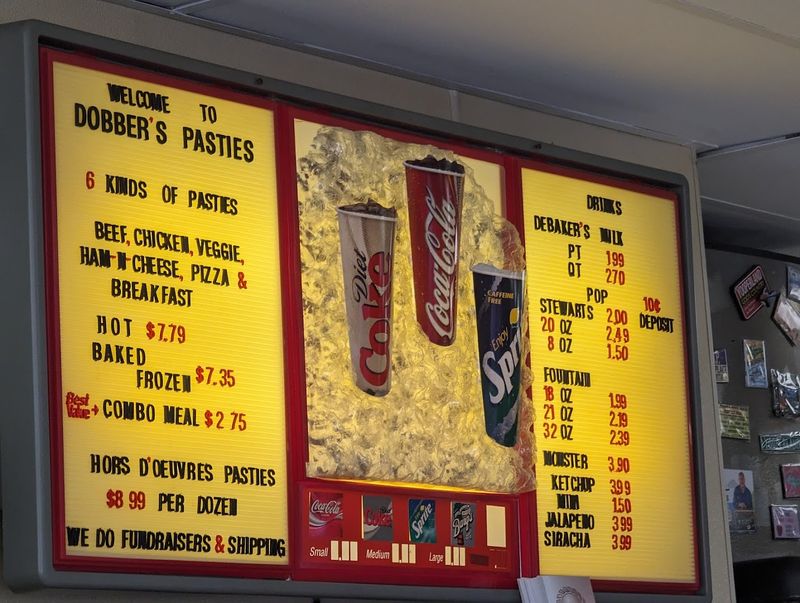 WELCOME TO
DOBBER'S PASTIES
6 KINDS OF PASTIES
BEEF, CHICKEN, VEGGIE,
HAM-N-CHEESE, PIZZA &
BREAKFAST
HOT $7.79
BAKED
FROZEN $7.35
Best Value + COMBO MEAL $2 75
HORS D'OEUVRES PASTIES
$8 99 PER DOZEN
WE DO FUNDRAISERS & SHIPPING
Diet Coke
Coca-Cola
CAFFEINE FREE
Enjoy
Spr
Coca-Cola
Coke
Sprite
Barq's
Small Medium Large
DRINKS
DEBAKER'S MILK
PT 1 99
QT 2 70
POP 10¢
STEWARTS 2.00 DEPOSIT
20 OZ 2.49
8 OZ 1.50
FOUNTAIN
18 OZ 1.99
21 OZ 2.19
32 OZ 2.39
MONSTER 3.90
KETCHUP 3.99
MINI 1.50
JALAPENO 3 99
SIRACHA 3.99